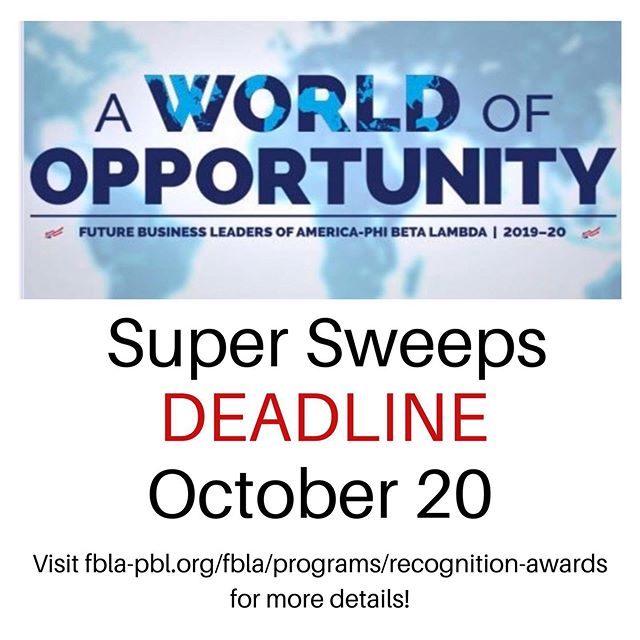 A WORLD OF
OPPORTUNITY
FUTURE BUSINESS LEADERS OF AMERICA-PHI BETA LAMBDA | 2019–20
Super Sweeps
DEADLINE
October 20
Visit fbla-pbl.org/fbla/programs/recognition-awards
for more details!